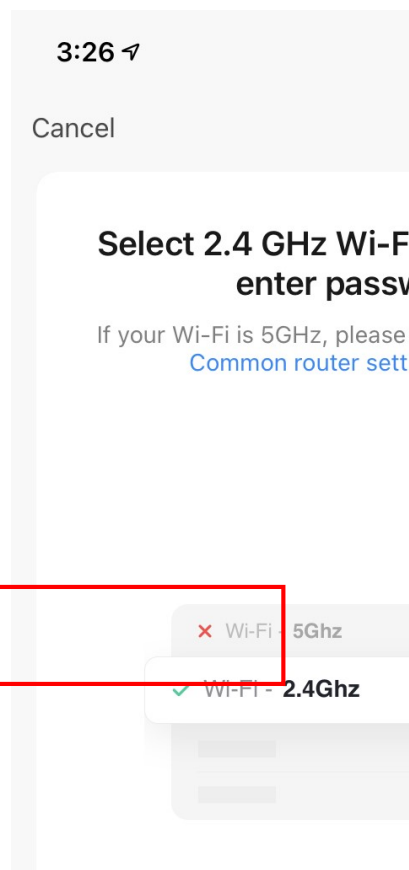 3:26
Cancel
Select 2.4 GHz Wi-F
enter passw
If your Wi-Fi is 5GHz, please
Common router sett
Wi-Fi - 5Ghz
Wi-Fi - 2.4Ghz